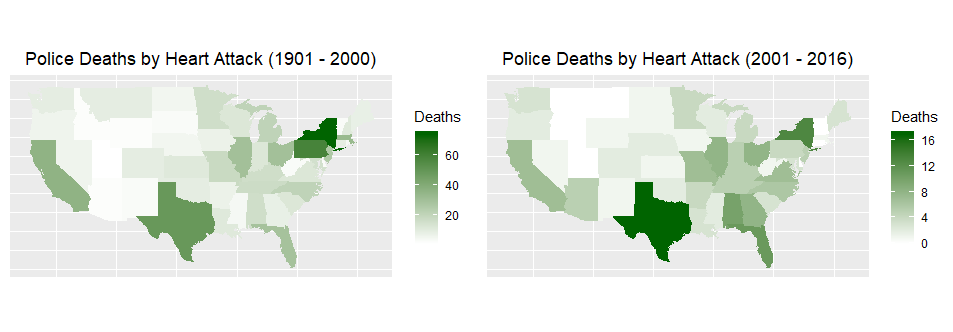 Police Deaths by Heart Attack (1901 - 2000)
Deaths
60
40
20
Police Deaths by Heart Attack (2001 - 2016)
Deaths
16
12
8
4
0